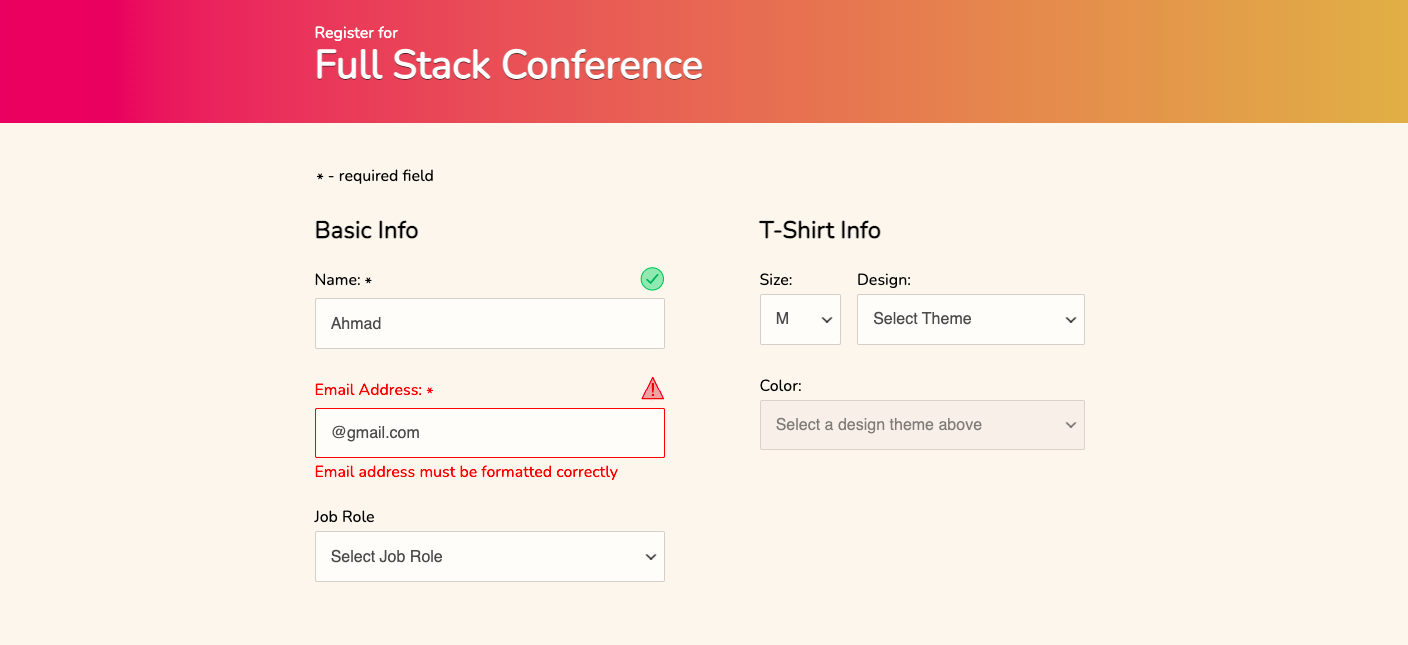 Register for
Full Stack Conference
* - required field
Basic Info
Name: *
Ahmad
Email Address: *
@gmail.com
Email address must be formatted correctly
Job Role
Select Job Role
T-Shirt Info
Size:
M
Design:
Select Theme
Color:
Select a design theme above